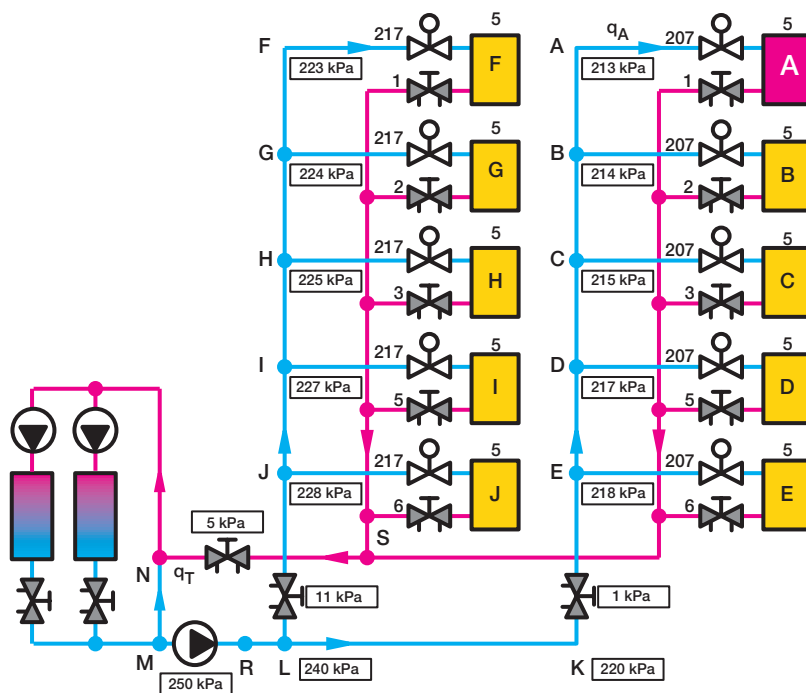 5
217
F
223 kPa
F
1
5
217
G
224 kPa
G
2
5
217
H
225 kPa
H
3
5
217
I
227 kPa
I
5
5
217
J
228 kPa
J
6
5
qA
A
207
213 kPa
A
1
5
B
207
214 kPa
B
2
5
C
207
215 kPa
C
3
5
D
207
217 kPa
D
5
5
E
207
218 kPa
E
6
5 kPa
S
N
qT
11 kPa
1 kPa
M
R
L
240 kPa
K
220 kPa
250 kPa